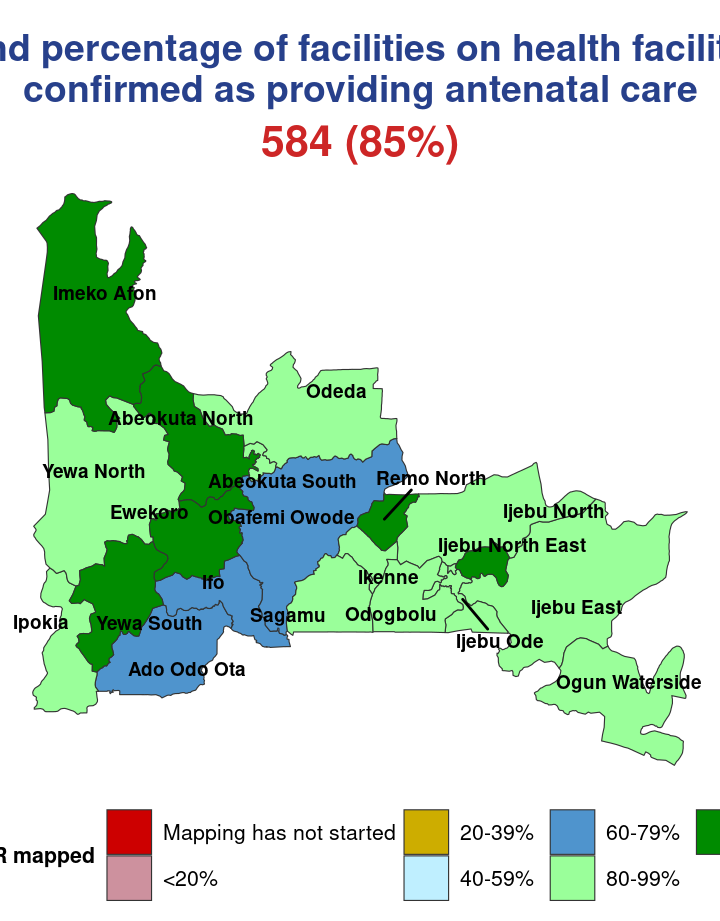 nd percentage of facilities on health facilit
confirmed as providing antenatal care
584 (85%)
Imeko Afon
Odeda
Abeokuta North
Yewa North
Abeokuta South
Remo North
Ewekoro
Obafemi Owode
Ijebu North
Ijebu North East
Ifo
Ikenne
Ipokia
Yewa South
Sagamu
Odogbolu
Ijebu East
Ijebu Ode
Ado Odo Ota
Ogun Waterside
R mapped
Mapping has not started
20-39%
60-79%
<20%
40-59%
80-99%